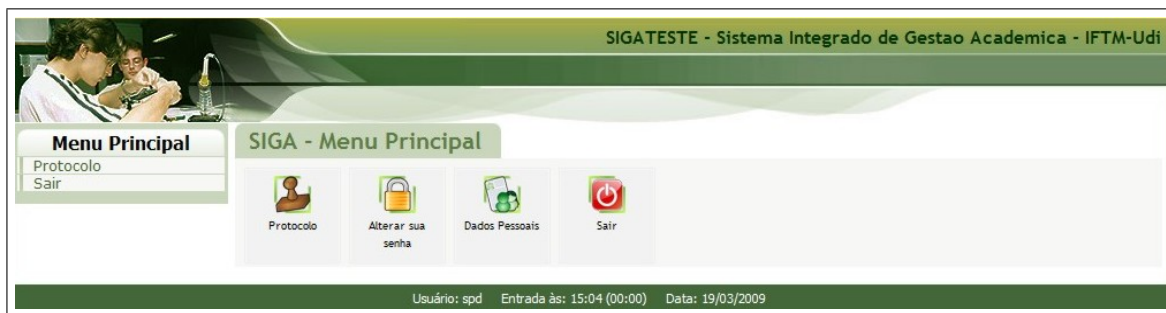 SIGATESTE - Sistema Integrado de Gestao Academica - IFTM-Udi
Menu Principal
Protocolo
Sair
SIGA - Menu Principal
Protocolo
Alterar sua
senha
Dados Pessoais
Sair
Usuário: spd Entrada às: 15:04 (00:00) Data: 19/03/2009